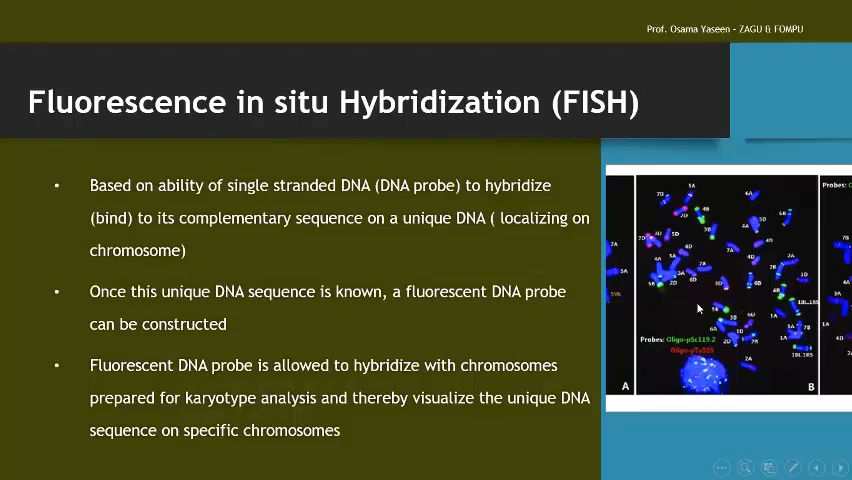 Prof. Osama Yaseen – ZAGU & FOMPU
Fluorescence in situ Hybridization (FISH)
• Based on ability of single stranded DNA (DNA probe) to hybridize
(bind) to its complementary sequence on a unique DNA ( localizing on
chromosome)
• Once this unique DNA sequence is known, a fluorescent DNA probe
can be constructed
• Fluorescent DNA probe is allowed to hybridize with chromosomes
prepared for karyotype analysis and thereby visualize the unique DNA
sequence on specific chromosomes
Probes:
Probes: Oligo-pSc119.2
Oligo-pTa535
A
B